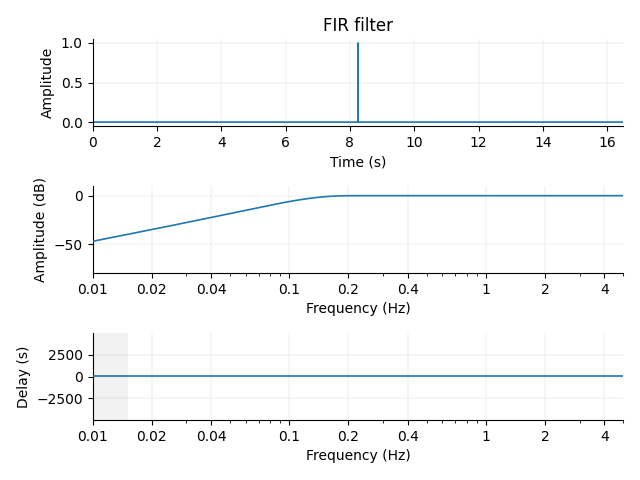 FIR filter
Amplitude
1.0
0.5
0.0
0 2 4 6 8 10 12 14 16
Time (s)
Amplitude (dB)
0
−50
0.01 0.02 0.04 0.1 0.2 0.4 1 2 4
Frequency (Hz)
Delay (s)
2500
0
−2500
0.01 0.02 0.04 0.1 0.2 0.4 1 2 4
Frequency (Hz)